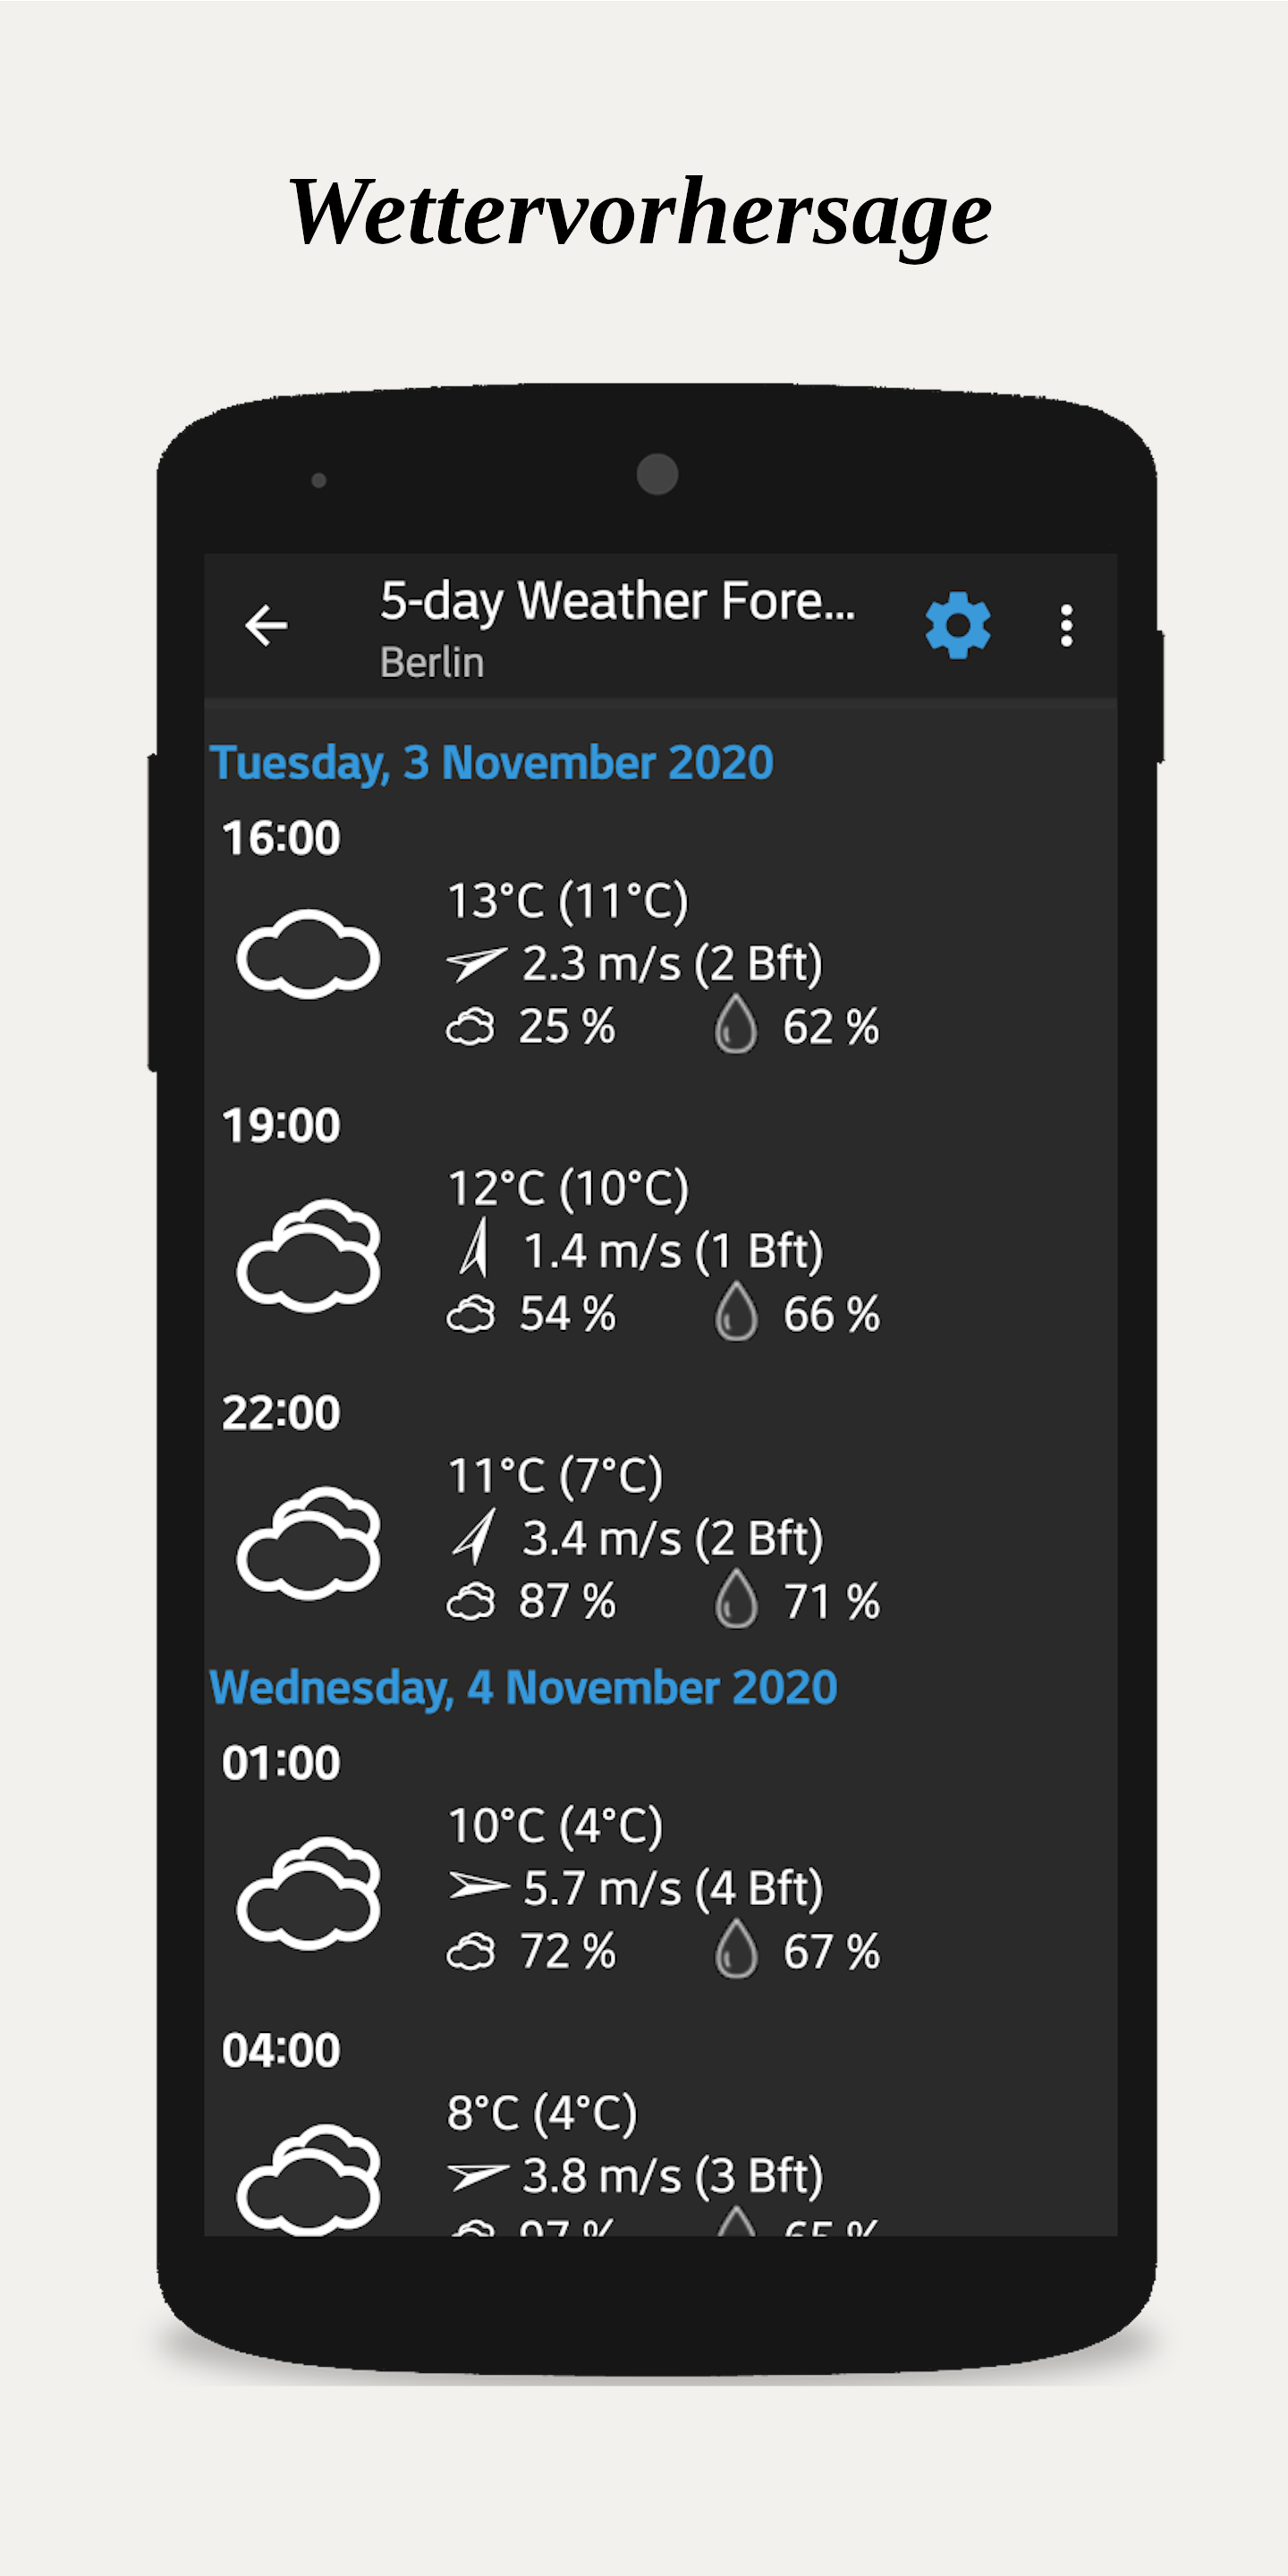 Wettervorhersage
5-day Weather Fore...
Berlin
Tuesday, 3 November 2020
16:00
13°C (11°C)
2.3 m/s (2 Bft)
25 % 62 %
19:00
12°C (10°C)
1.4 m/s (1 Bft)
54 % 66 %
22:00
11°C (7°C)
3.4 m/s (2 Bft)
87 % 71 %
Wednesday, 4 November 2020
01:00
10°C (4°C)
5.7 m/s (4 Bft)
72 % 67 %
04:00
8°C (4°C)
3.8 m/s (3 Bft)